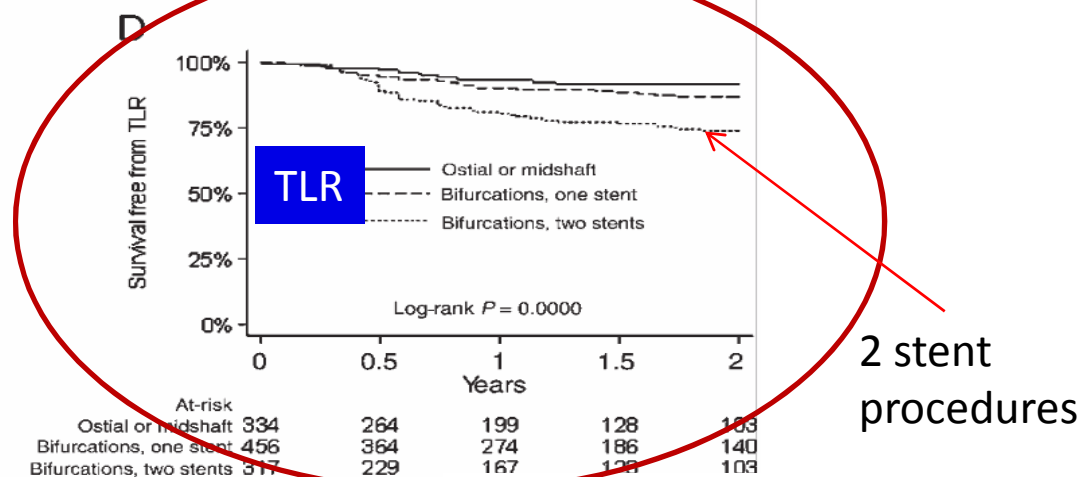 D
100%
75%
50%
25%
0%
Survival free from TLR
TLR
Ostial or midshaft
Bifurcations, one stent
Bifurcations, two stents
Log-rank P = 0.0000
0 0.5 1 1.5 2
Years
2 stent
procedures
At-risk
Ostial or midshaft 334 264 199 128 103
Bifurcations, one stent 456 364 274 186 140
Bifurcations, two stents 317 229 167 103